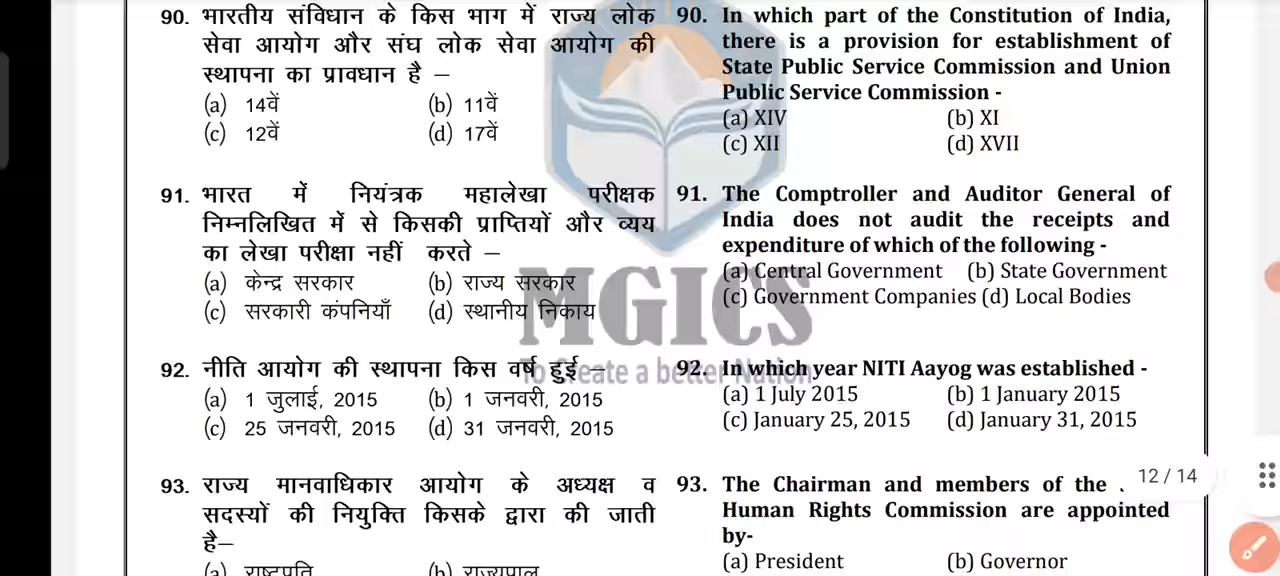 90. भारतीय संविधान के किस भाग में राज्य लोक
सेवा आयोग और संघ लोक सेवा आयोग की
स्थापना का प्रावधान है –
(a) 14वें (b) 11वें
(c) 12वें (d) 17वें
91. भारत में नियंत्रक महालेखा परीक्षक
निम्नलिखित में से किसकी प्राप्तियों और व्यय
का लेखा परीक्षा नहीं करते –
(a) केन्द्र सरकार (b) राज्य सरकार
(c) सरकारी कंपनियाँ (d) स्थानीय निकाय
92. नीति आयोग की स्थापना किस वर्ष हुई –
(a) 1 जुलाई, 2015 (b) 1 जनवरी, 2015
(c) 25 जनवरी, 2015 (d) 31 जनवरी, 2015
93. राज्य मानवाधिकार आयोग के अध्यक्ष व
सदस्यों की नियुक्ति किसके द्वारा की जाती
है–
(a) राष्ट्रपति (b) राज्यपाल
90. In which part of the Constitution of India,
there is a provision for establishment of
State Public Service Commission and Union
Public Service Commission -
(a) XIV (b) XI
(c) XII (d) XVII
91. The Comptroller and Auditor General of
India does not audit the receipts and
expenditure of which of the following -
(a) Central Government (b) State Government
(c) Government Companies (d) Local Bodies
92. In which year NITI Aayog was established -
(a) 1 July 2015 (b) 1 January 2015
(c) January 25, 2015 (d) January 31, 2015
93. The Chairman and members of the
Human Rights Commission are appointed
by-
(a) President (b) Governor
MGICS
To Create a better Nation
12 / 14